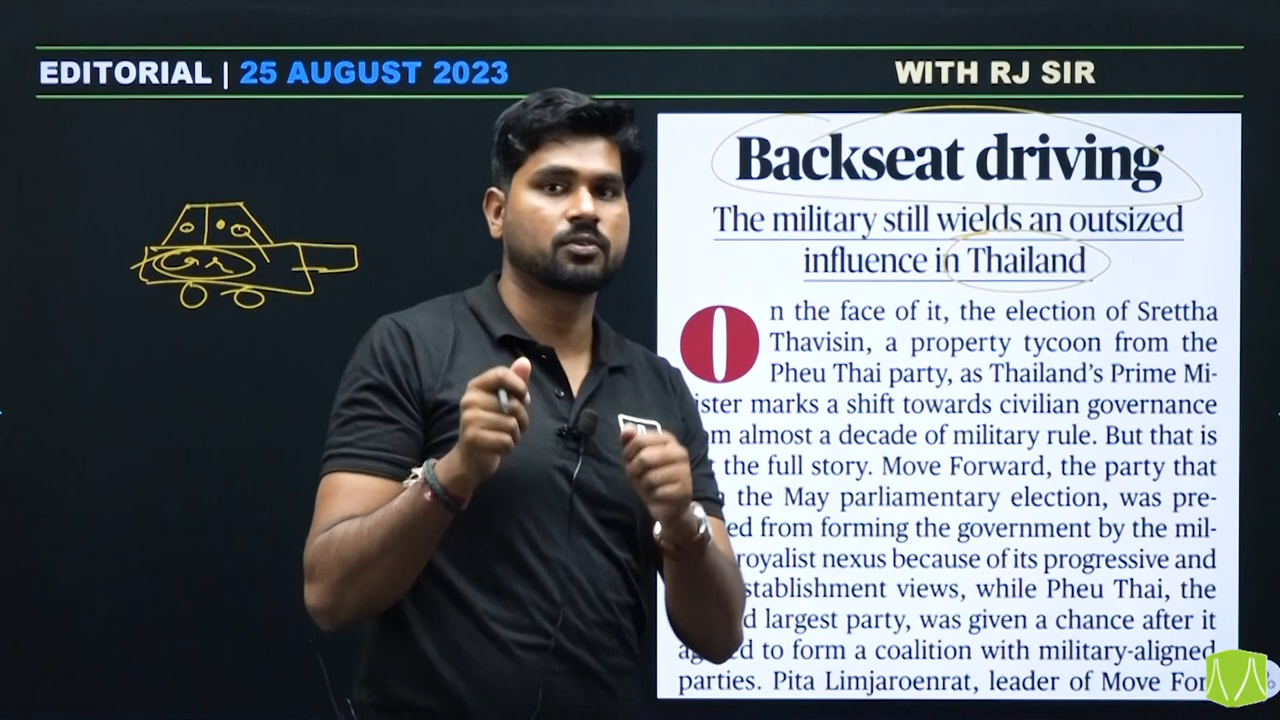 EDITORIAL | 25 AUGUST 2023
WITH RJ SIR
Car
Backseat driving
The military still wields an outsized
influence in Thailand
On the face of it, the election of Srettha
Thavisin, a property tycoon from the
Pheu Thai party, as Thailand's Prime Mi-
ister marks a shift towards civilian governance
m almost a decade of military rule. But that is
the full story. Move Forward, the party that
the May parliamentary election, was pre-
ed from forming the government by the mil-
royalist nexus because of its progressive and
stablishment views, while Pheu Thai, the
d largest party, was given a chance after it
ag ed to form a coalition with military-aligned
parties. Pita Limjaroenrat, leader of Move For